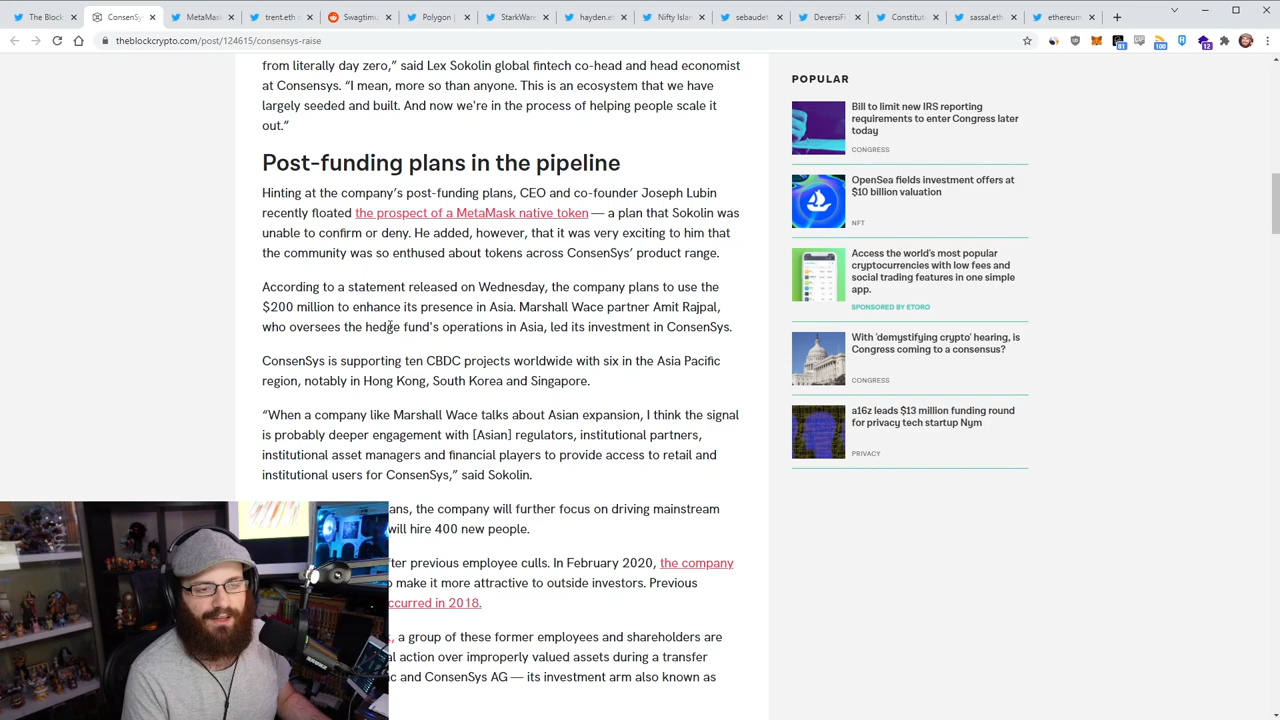 The Block
ConsenSy
MetaMas
trent.eth
Swagtimu
Polygon |
StarkWare
hayden.et
Nifty Islan
sebaudet
DeversiFi
Constituti
sassal.eth
ethereum
theblockcrypto.com/post/124615/consensys-raise
81
100
12
from literally day zero,” said Lex Sokolin global fintech co-head and head economist
at Consensys. “I mean, more so than anyone. This is an ecosystem that we have
largely seeded and built. And now we're in the process of helping people scale it
out.”
Post-funding plans in the pipeline
Hinting at the company’s post-funding plans, CEO and co-founder Joseph Lubin
recently floated the prospect of a MetaMask native token — a plan that Sokolin was
unable to confirm or deny. He added, however, that it was very exciting to him that
the community was so enthused about tokens across ConsenSys’ product range.
According to a statement released on Wednesday, the company plans to use the
$200 million to enhance its presence in Asia. Marshall Wace partner Amit Rajpal,
who oversees the hedge fund's operations in Asia, led its investment in ConsenSys.
ConsenSys is supporting ten CBDC projects worldwide with six in the Asia Pacific
region, notably in Hong Kong, South Korea and Singapore.
“When a company like Marshall Wace talks about Asian expansion, I think the signal
is probably deeper engagement with [Asian] regulators, institutional partners,
institutional asset managers and financial players to provide access to retail and
institutional users for ConsenSys,” said Sokolin.
ans, the company will further focus on driving mainstream
will hire 400 new people.
ter previous employee culls. In February 2020, the company
o make it more attractive to outside investors. Previous
ccurred in 2018.
, a group of these former employees and shareholders are
al action over improperly valued assets during a transfer
c and ConsenSys AG — its investment arm also known as
POPULAR
Bill to limit new IRS reporting
requirements to enter Congress later
today
CONGRESS
OpenSea fields investment offers at
$10 billion valuation
NFT
Access the world's most popular
cryptocurrencies with low fees and
social trading features in one simple
app.
SPONSORED BY ETORO
With 'demystifying crypto' hearing, is
Congress coming to a consensus?
CONGRESS
a16z leads $13 million funding round
for privacy tech startup Nym
PRIVACY